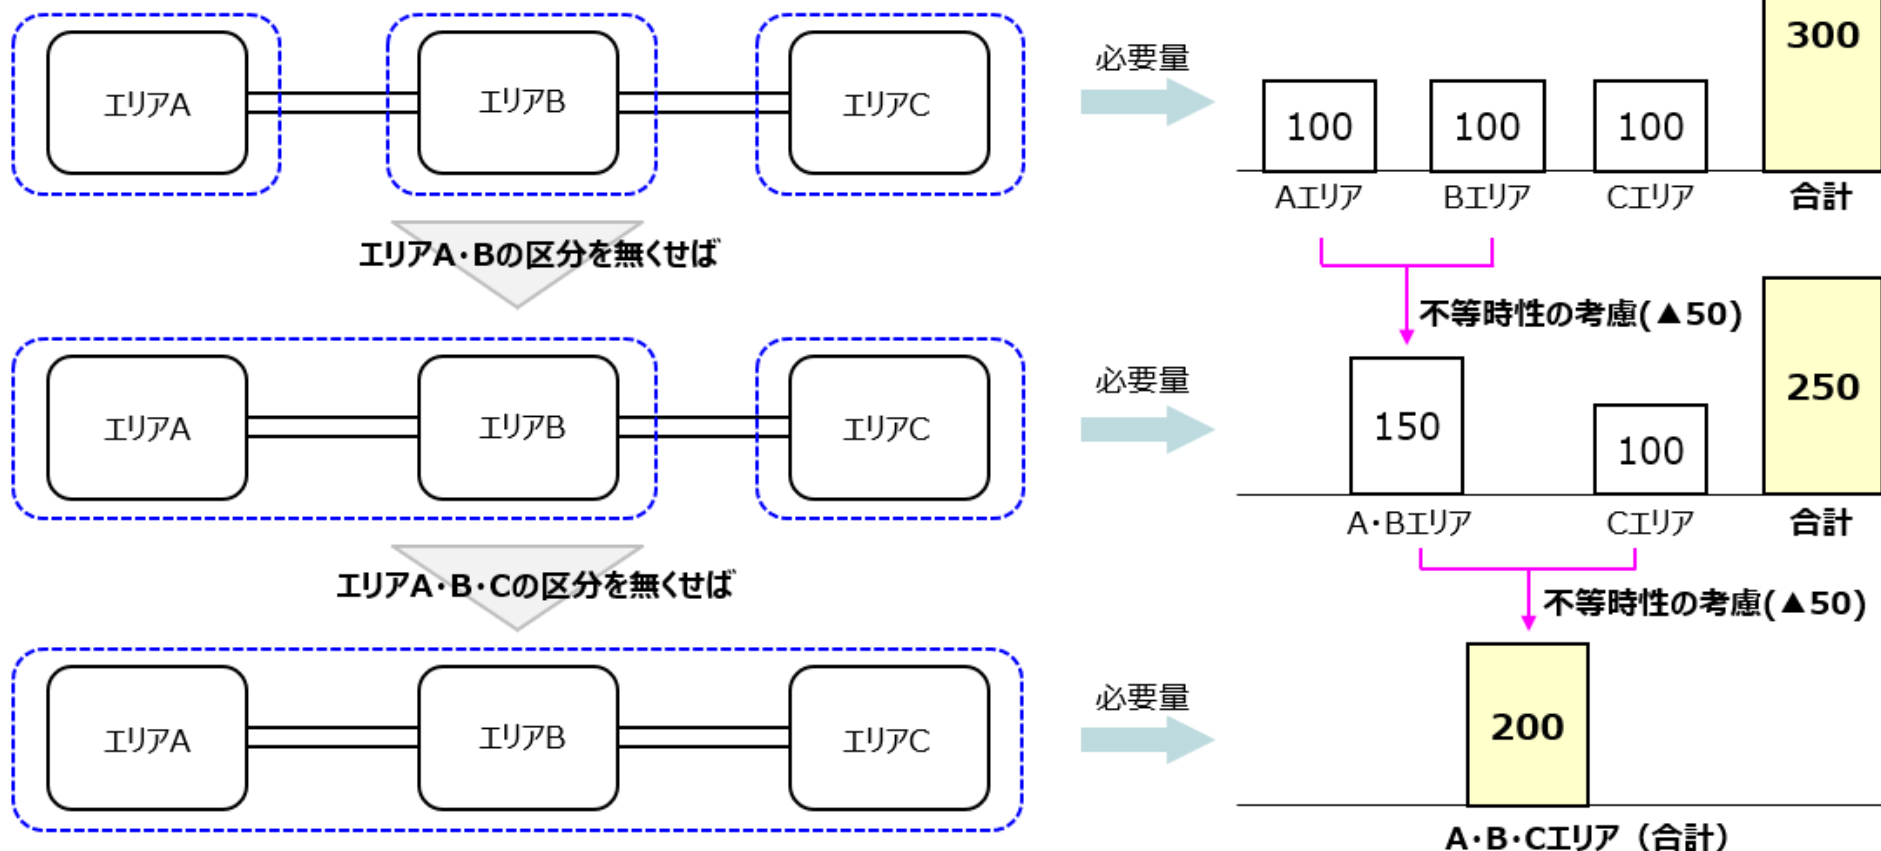 エリアA
エリアB
エリアC
必要量
100
100
100
300
Aエリア
Bエリア
Cエリア
合計
エリアA・Bの区分を無くせば
不等時性の考慮(▲50)
エリアA
エリアB
エリアC
必要量
150
100
250
A・Bエリア
Cエリア
合計
エリアA・B・Cの区分を無くせば
不等時性の考慮(▲50)
エリアA
エリアB
エリアC
必要量
200
A・B・Cエリア（合計）